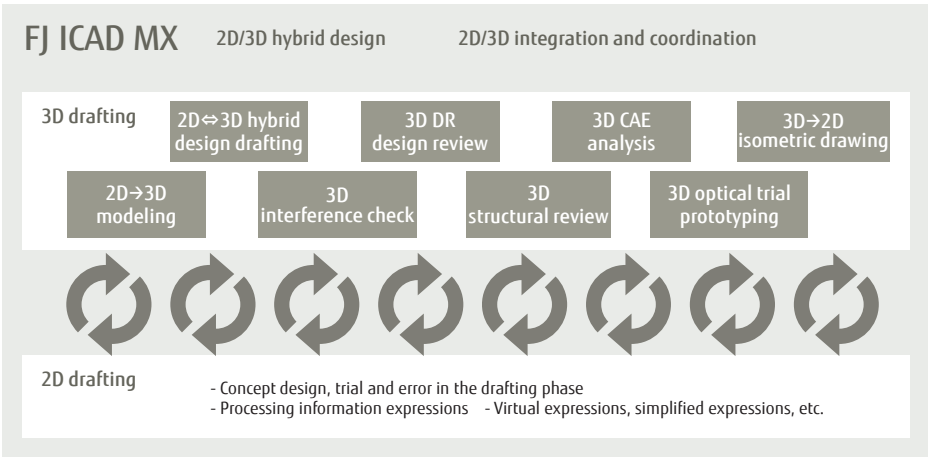 FJ ICAD MX 2D/3D hybrid design 2D/3D integration and coordination
3D drafting
2D⇔3D hybrid
design drafting
3D DR
design review
3D CAE
analysis
3D→2D
isometric drawing
2D→3D
modeling
3D
interference check
3D
structural review
3D optical trial
prototyping
2D drafting
- Concept design, trial and error in the drafting phase
- Processing information expressions - Virtual expressions, simplified expressions, etc.